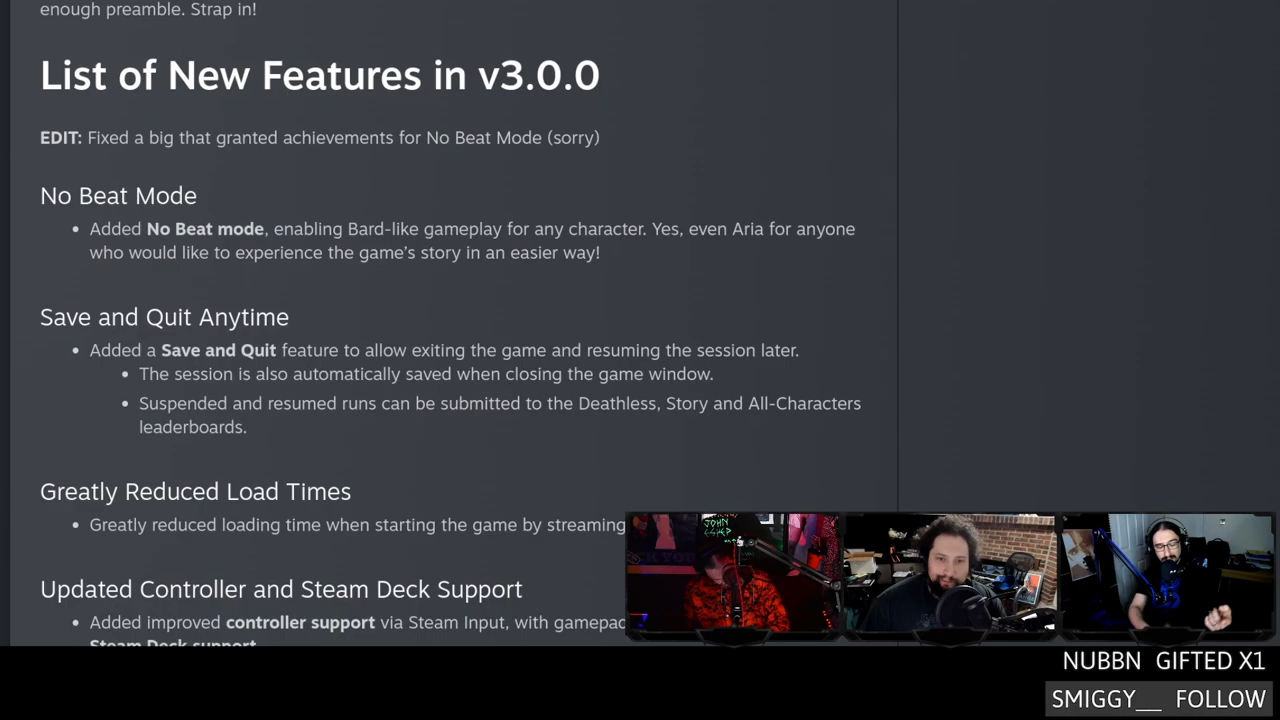 enough preamble. Strap in!
List of New Features in v3.0.0
EDIT: Fixed a big that granted achievements for No Beat Mode (sorry)
No Beat Mode
• Added No Beat mode, enabling Bard-like gameplay for any character. Yes, even Aria for anyone
who would like to experience the game's story in an easier way!
Save and Quit Anytime
• Added a Save and Quit feature to allow exiting the game and resuming the session later.
• The session is also automatically saved when closing the game window.
• Suspended and resumed runs can be submitted to the Deathless, Story and All-Characters
leaderboards.
Greatly Reduced Load Times
• Greatly reduced loading time when starting the game by streaming
Updated Controller and Steam Deck Support
• Added improved controller support via Steam Input, with gamepad
Steam Deck support
JOHN
NUBBN GIFTED X1
SMIGGY__ FOLLOW